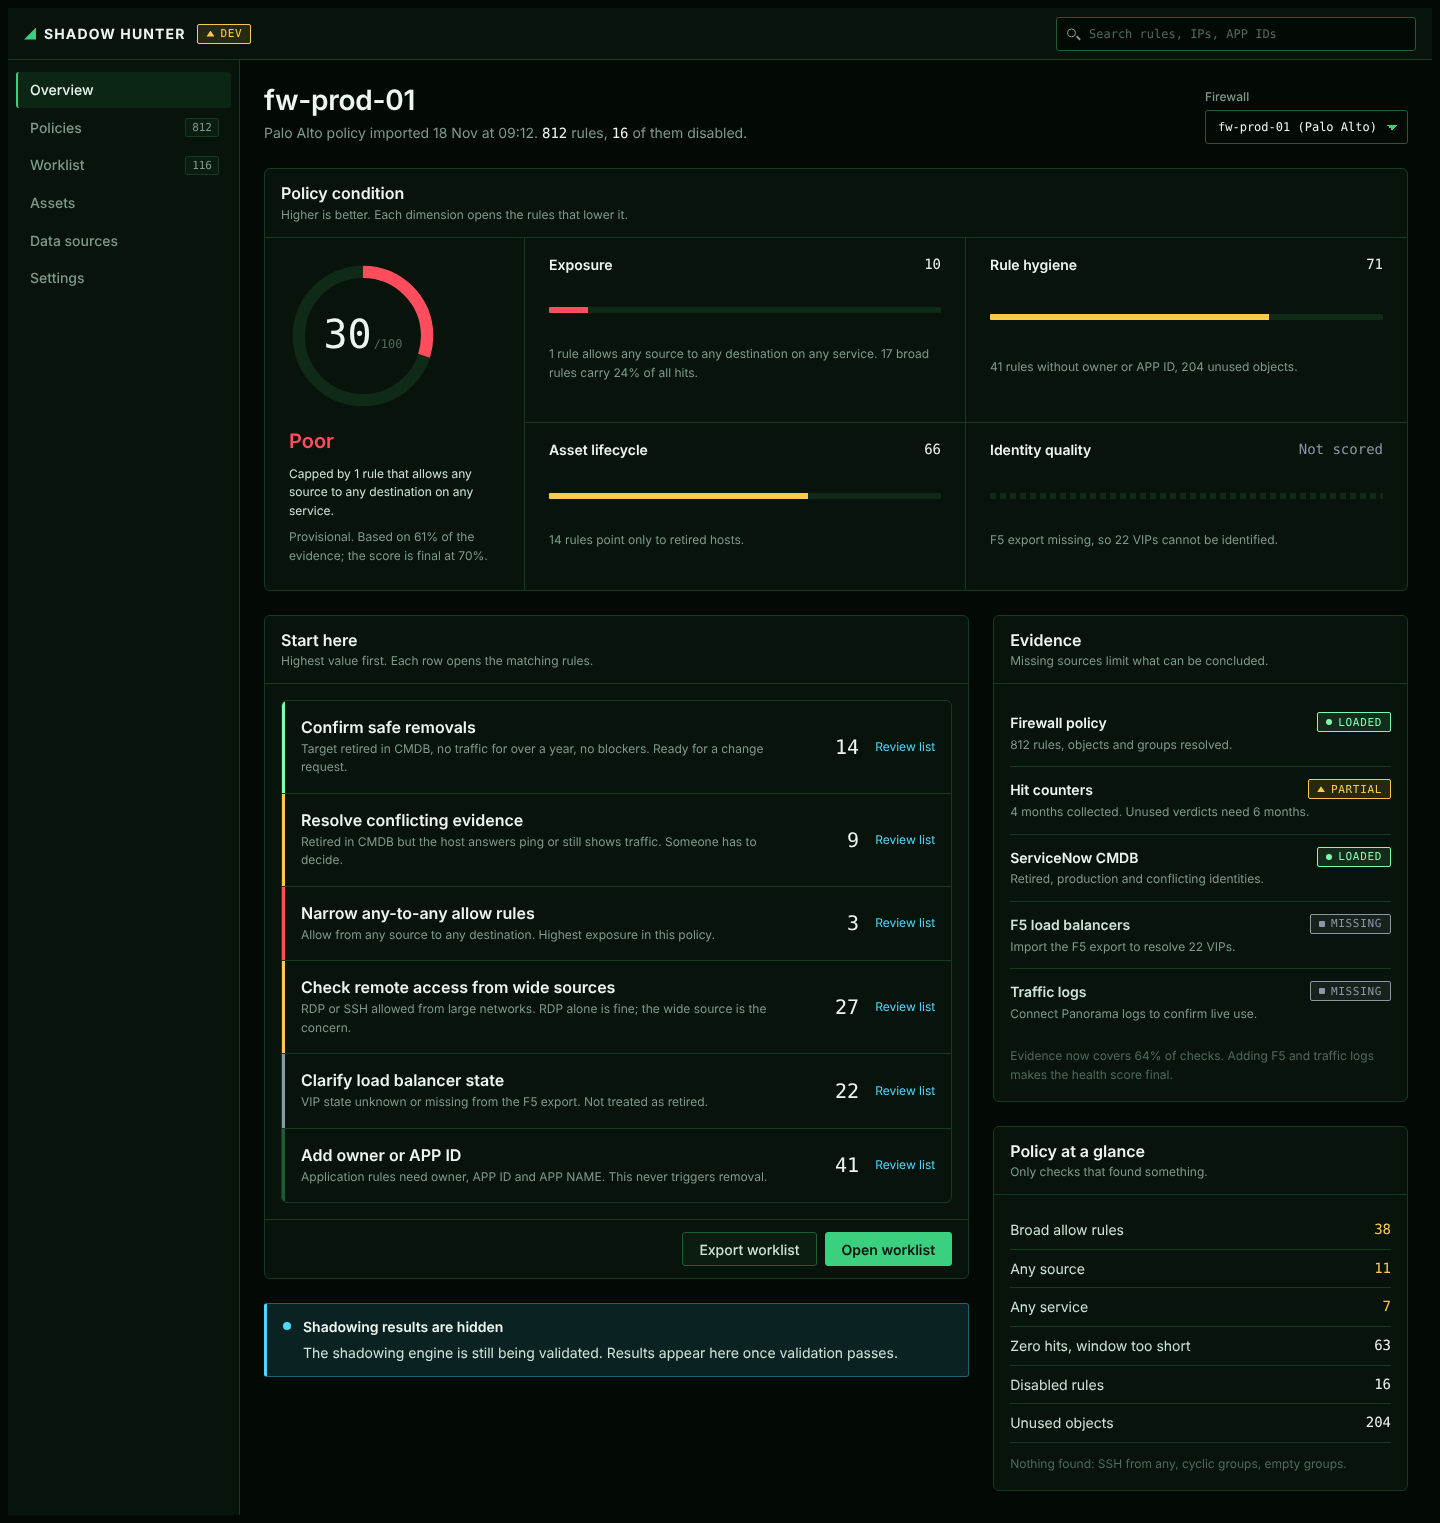 SHADOW HUNTER
DEV
Search rules, IPs, APP IDs
Overview
Policies 812
Worklist 116
Assets
Data sources
Settings
fw-prod-01
Palo Alto policy imported 18 Nov at 09:12. 812 rules, 16 of them disabled.
Firewall
fw-prod-01 (Palo Alto)
Policy condition
Higher is better. Each dimension opens the rules that lower it.
30 /100
Poor
Capped by 1 rule that allows any
source to any destination on any
service.
Provisional. Based on 61% of the
evidence; the score is final at 70%.
Exposure 10
1 rule allows any source to any destination on any service. 17 broad
rules carry 24% of all hits.
Rule hygiene 71
41 rules without owner or APP ID, 204 unused objects.
Asset lifecycle 66
14 rules point only to retired hosts.
Identity quality Not scored
F5 export missing, so 22 VIPs cannot be identified.
Start here
Highest value first. Each row opens the matching rules.
Confirm safe removals
Target retired in CMDB, no traffic for over a year, no blockers. Ready for a change
request.
14 Review list
Resolve conflicting evidence
Retired in CMDB but the host answers ping or still shows traffic. Someone has to
decide.
9 Review list
Narrow any-to-any allow rules
Allow from any source to any destination. Highest exposure in this policy.
3 Review list
Check remote access from wide sources
RDP or SSH allowed from large networks. RDP alone is fine; the wide source is the
concern.
27 Review list
Clarify load balancer state
VIP state unknown or missing from the F5 export. Not treated as retired.
22 Review list
Add owner or APP ID
Application rules need owner, APP ID and APP NAME. This never triggers removal.
41 Review list
Export worklist
Open worklist
Shadowing results are hidden
The shadowing engine is still being validated. Results appear here once validation passes.
Evidence
Missing sources limit what can be concluded.
Firewall policy LOADED
812 rules, objects and groups resolved.
Hit counters PARTIAL
4 months collected. Unused verdicts need 6 months.
ServiceNow CMDB LOADED
Retired, production and conflicting identities.
F5 load balancers MISSING
Import the F5 export to resolve 22 VIPs.
Traffic logs MISSING
Connect Panorama logs to confirm live use.
Evidence now covers 64% of checks. Adding F5 and traffic logs
makes the health score final.
Policy at a glance
Only checks that found something.
Broad allow rules 38
Any source 11
Any service 7
Zero hits, window too short 63
Disabled rules 16
Unused objects 204
Nothing found: SSH from any, cyclic groups, empty groups.